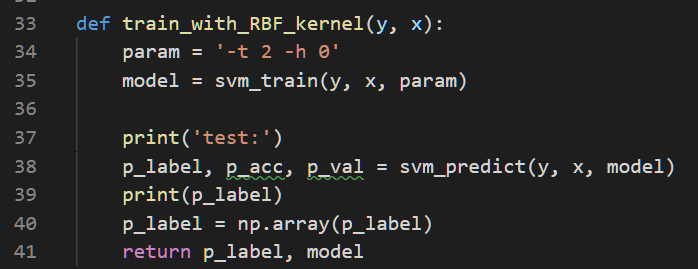 33 def train_with_RBF_kernel(y, x):
34     param = '-t 2 -h 0'
35     model = svm_train(y, x, param)
36
37     print('test:')
38     p_label, p_acc, p_val = svm_predict(y, x, model)
39     print(p_label)
40     p_label = np.array(p_label)
41     return p_label, model